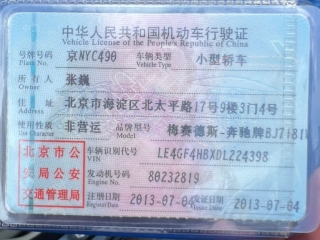 中华人民共和国机动车行驶证
Vehicle License of the People's Republic of China
号牌号码 京NYC490 车辆类型 小型轿车
Plate No. Vehicle Type
所有人 张巍
Owner
住址 北京市海淀区北太平路17号9楼3门4号
Address
使用性质 非营运 品牌型号 梅赛德斯-奔驰牌
Use Character Model
北京市公 车辆识别代号 LE4GF4HBXDL224398
VIN
安局公安 发动机号码 80232819
Engine No.
交通管理局 注册日期 2013-07-04 发证日期 2013-07-04
Register Date Issue Date